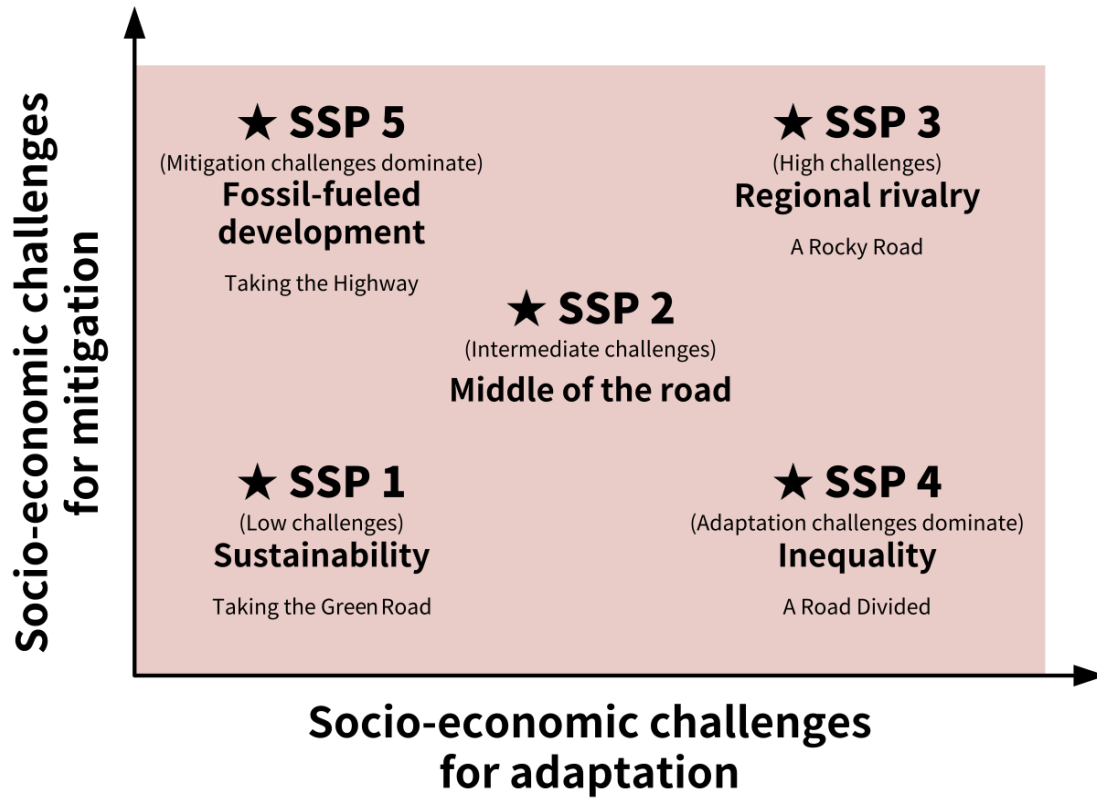 Socio-economic challenges
for mitigation
★ SSP 5
(Mitigation challenges dominate)
Fossil-fueled
development
Taking the Highway
★ SSP 3
(High challenges)
Regional rivalry
A Rocky Road
★ SSP 2
(Intermediate challenges)
Middle of the road
★ SSP 1
(Low challenges)
Sustainability
Taking the Green Road
★ SSP 4
(Adaptation challenges dominate)
Inequality
A Road Divided
Socio-economic challenges
for adaptation